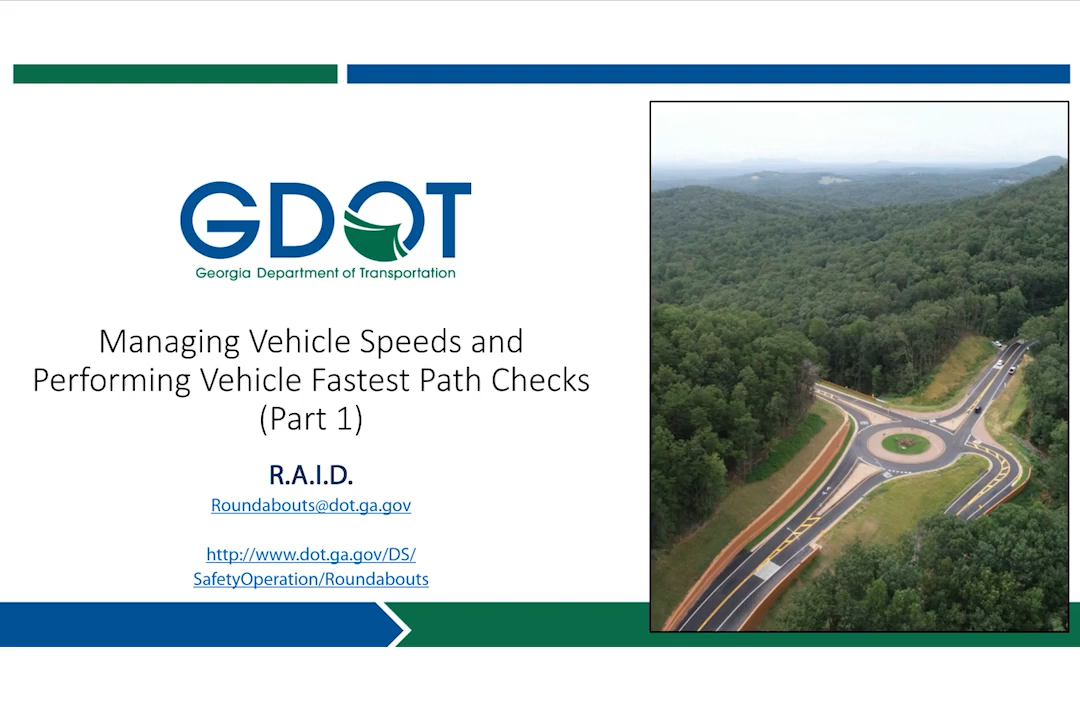 GDOT
Georgia Department of Transportation
Managing Vehicle Speeds and
Performing Vehicle Fastest Path Checks
(Part 1)
R.A.I.D.
Roundabouts@dot.ga.gov
http://www.dot.ga.gov/DS/
SafetyOperation/Roundabouts